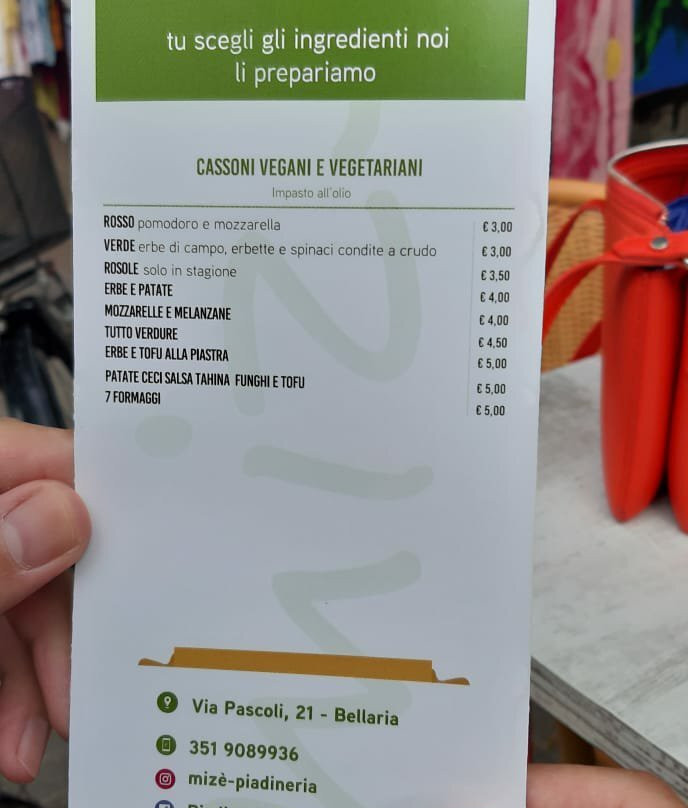 tu scegli gli ingredienti noi
li prepariamo
CASSONI VEGANI E VEGETARIANI
Impasto all'olio
ROSSO pomodoro e mozzarella € 3,00
VERDE erbe di campo, erbette e spinaci condite a crudo € 3,00
ROSOLE solo in stagione € 3,50
ERBE E PATATE € 4,00
MOZZARELLE E MELANZANE € 4,00
TUTTO VERDURE € 4,50
ERBE E TOFU ALLA PIASTRA € 5,00
PATATE CECI SALSA TAHINA FUNGHI E TOFU € 5,00
7 FORMAGGI € 5,00
Via Pascoli, 21 - Bellaria
351 9089936
mizè-piadineria